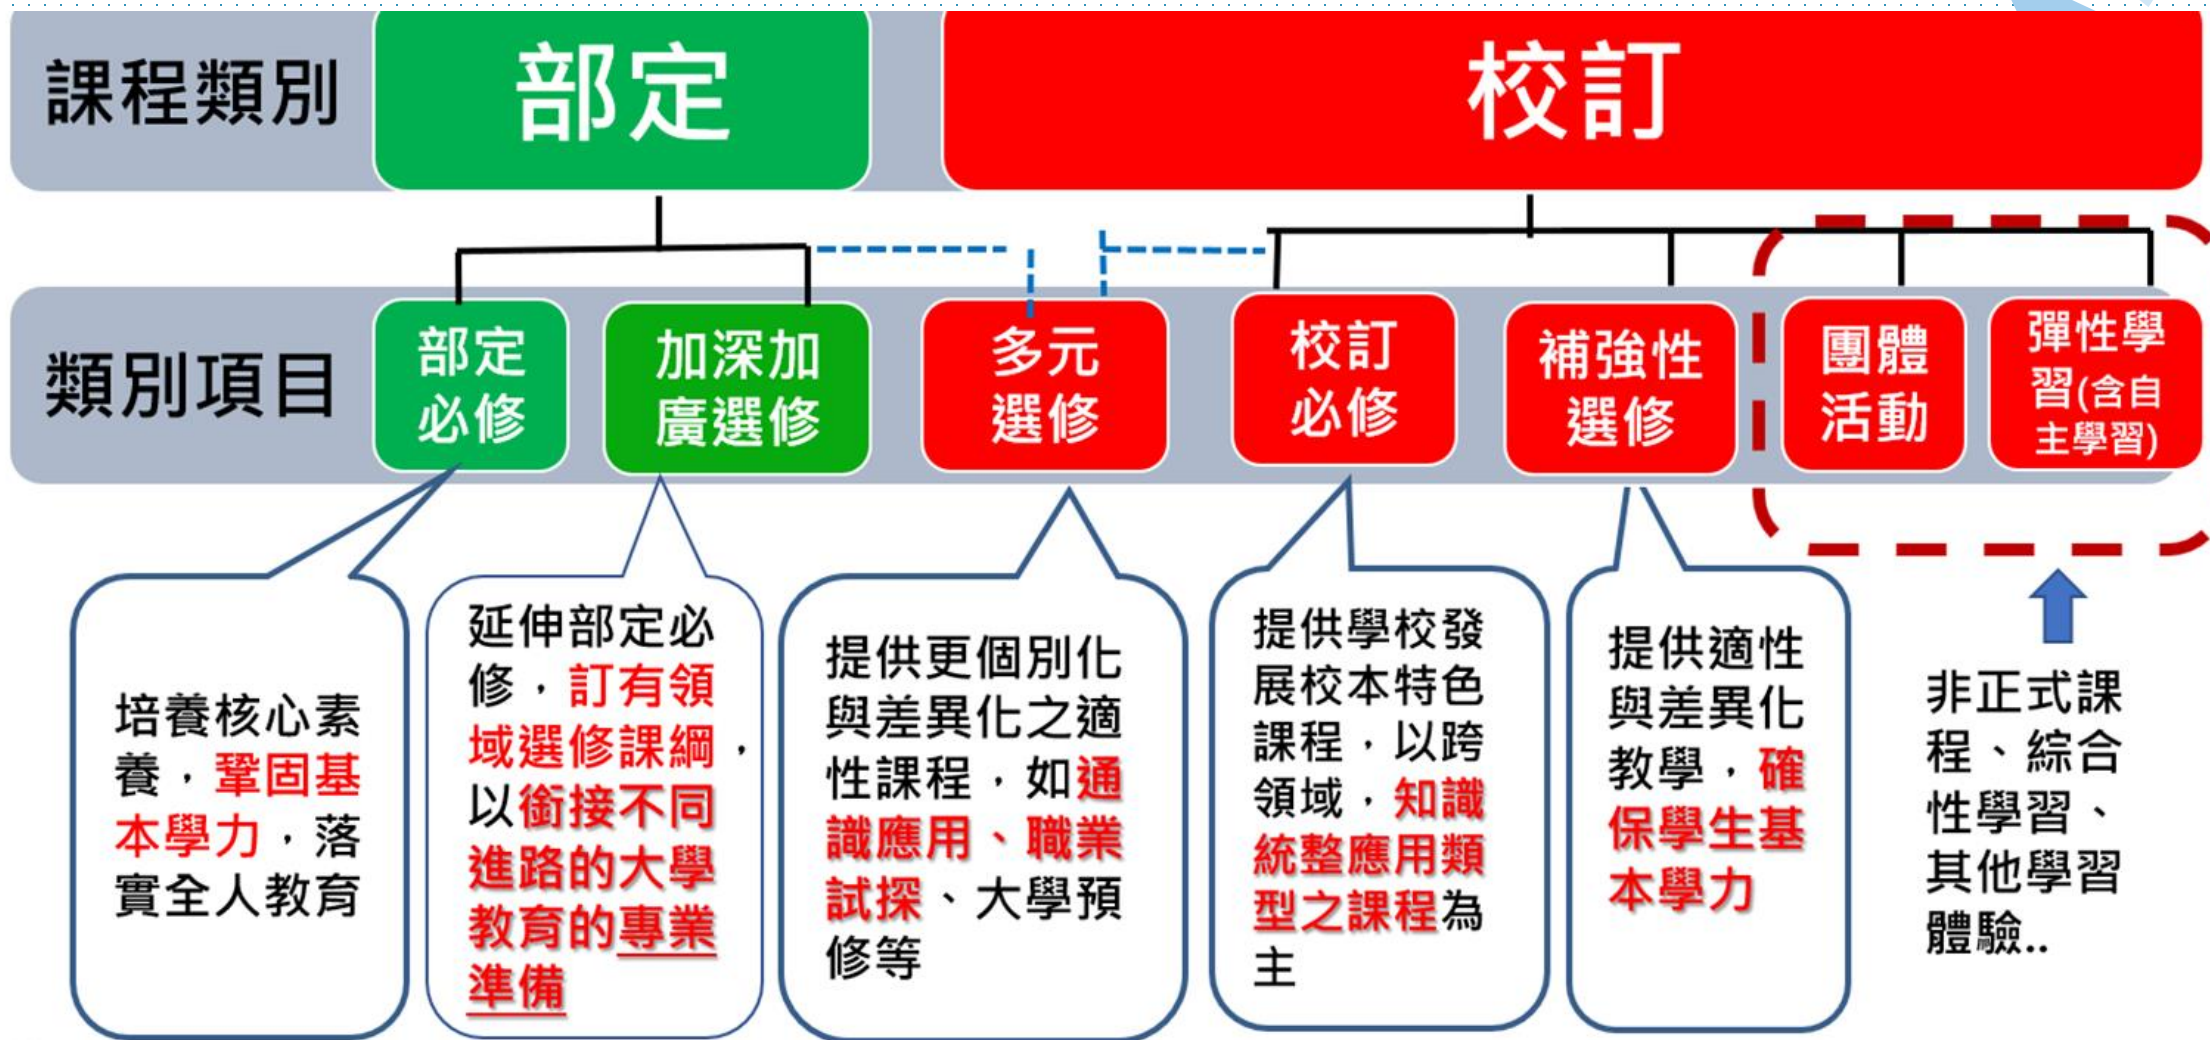 課程類別
部定
校訂
類別項目
部定
必修
加深加
廣選修
多元
選修
校訂
必修
補強性
選修
團體
活動
彈性學
習(含自
主學習)
培養核心素
養，鞏固基
本學力，落
實全人教育
延伸部定必
修，訂有領
域選修課綱，
以銜接不同
進路的大學
教育的專業
準備
提供更個別化
與差異化之適
性課程，如通
識應用、職業
試探、大學預
修等
提供學校發
展校本特色
課程，以跨
領域，知識
統整應用類
型之課程為
主
提供適性
與差異化
教學，確
保學生基
本學力
非正式課
程、綜合
性學習、
其他學習
體驗..